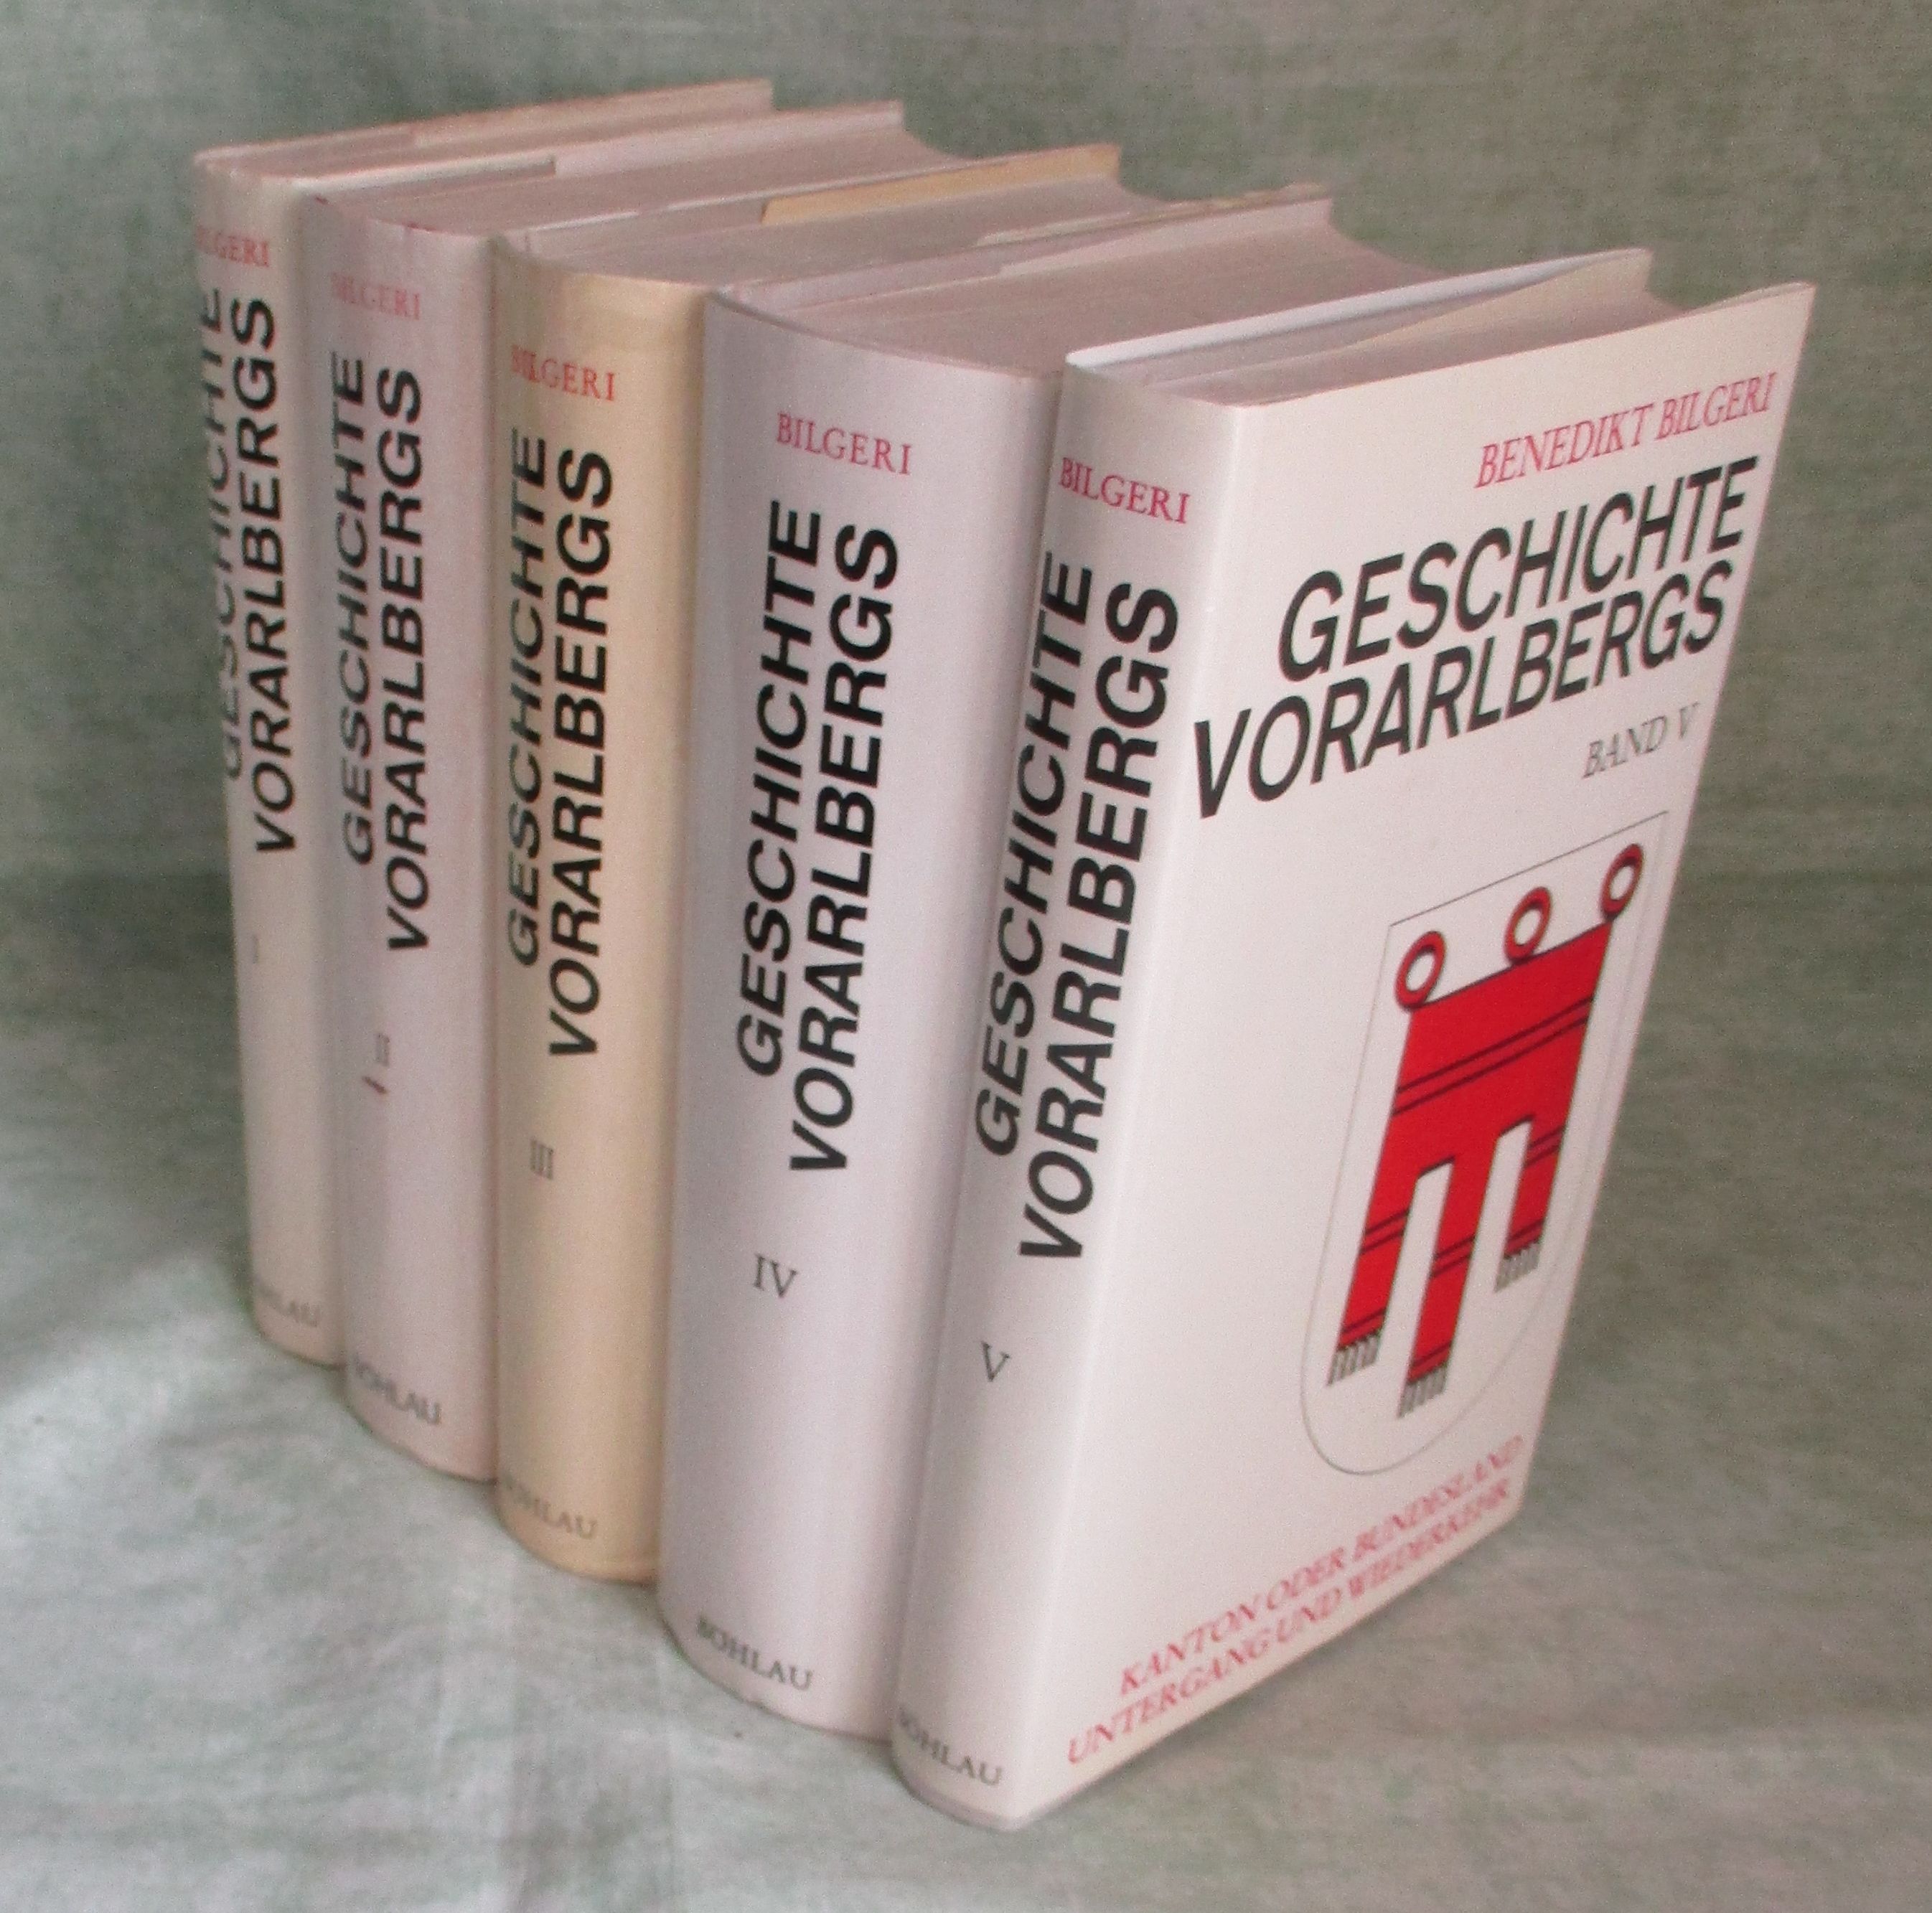 BILGERI
GESCHICHTE
VORARLBERGS
I
BILGERI
GESCHICHTE
VORARLBERGS
II
BÖHLAU
BILGERI
GESCHICHTE
VORARLBERGS
III
BÖHLAU
BILGERI
GESCHICHTE
VORARLBERGS
IV
BÖHLAU
BILGERI
GESCHICHTE
VORARLBERGS
V
BÖHLAU
BENEDIKT BILGERI
GESCHICHTE
VORARLBERGS
BAND V
KANTON ODER BUNDESLAND
UNTERGANG UND WIEDERKEHR